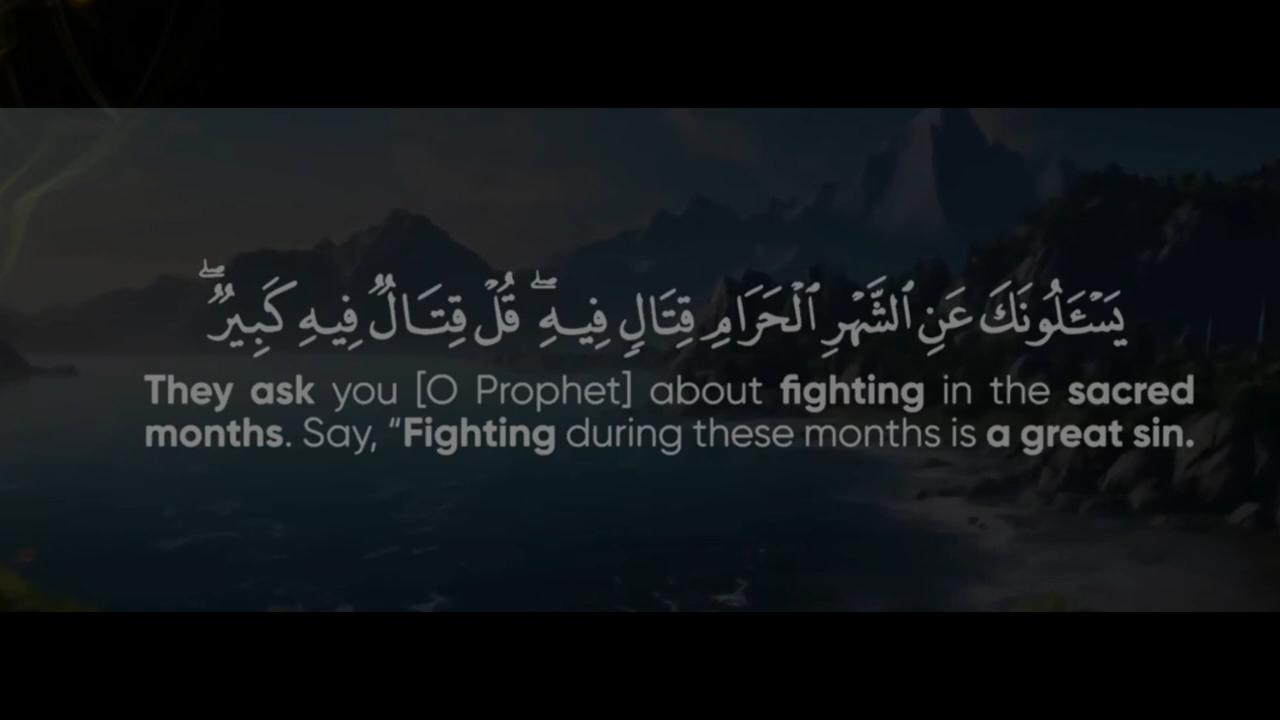 يَسْـَٔلُونَكَ عَنِ ٱلشَّهْرِ ٱلْحَرَامِ قِتَالٍ فِيهِ ۖ قُلْ قِتَالٌ فِيهِ كَبِيرٌ ۖ
They ask you [O Prophet] about fighting in the sacred
months. Say, “Fighting during these months is a great sin.